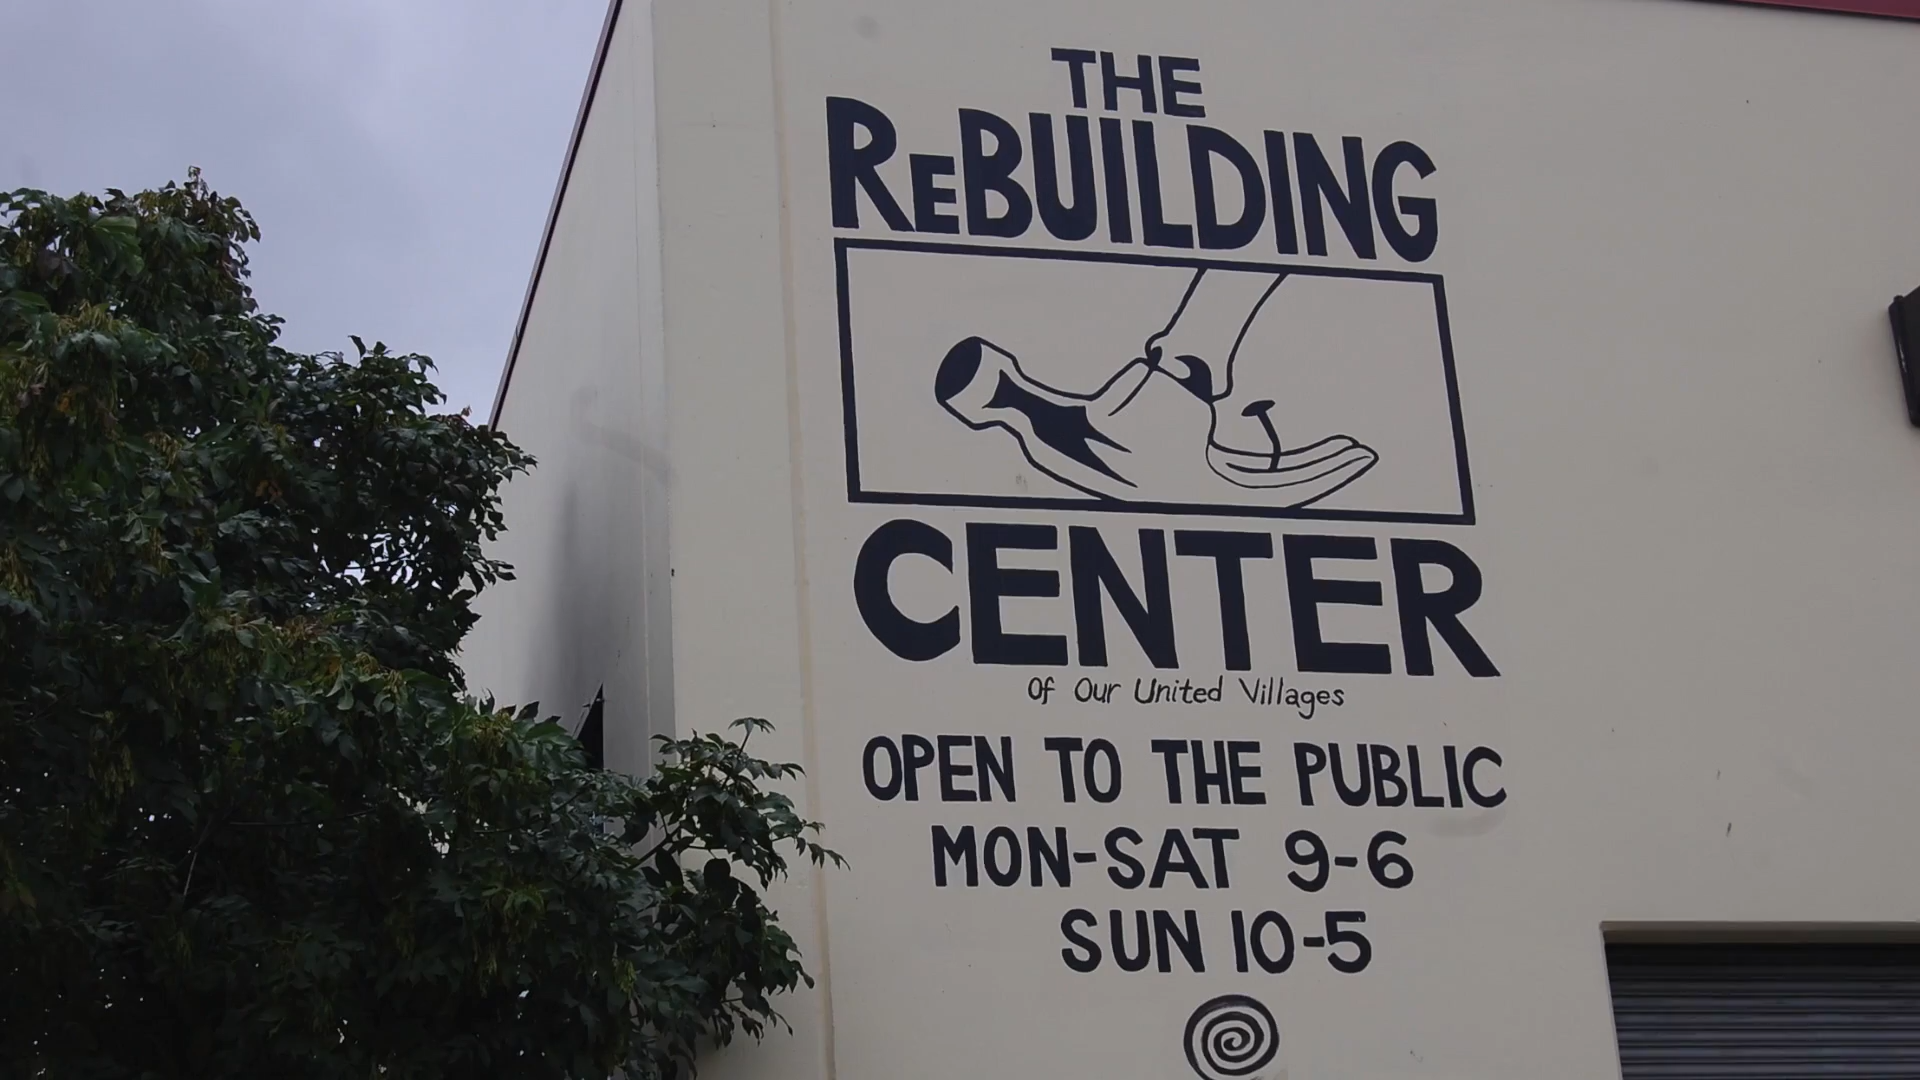 THE
ReBUILDING
CENTER
Of Our United Villages
OPEN TO THE PUBLIC
MON-SAT 9-6
SUN 10-5